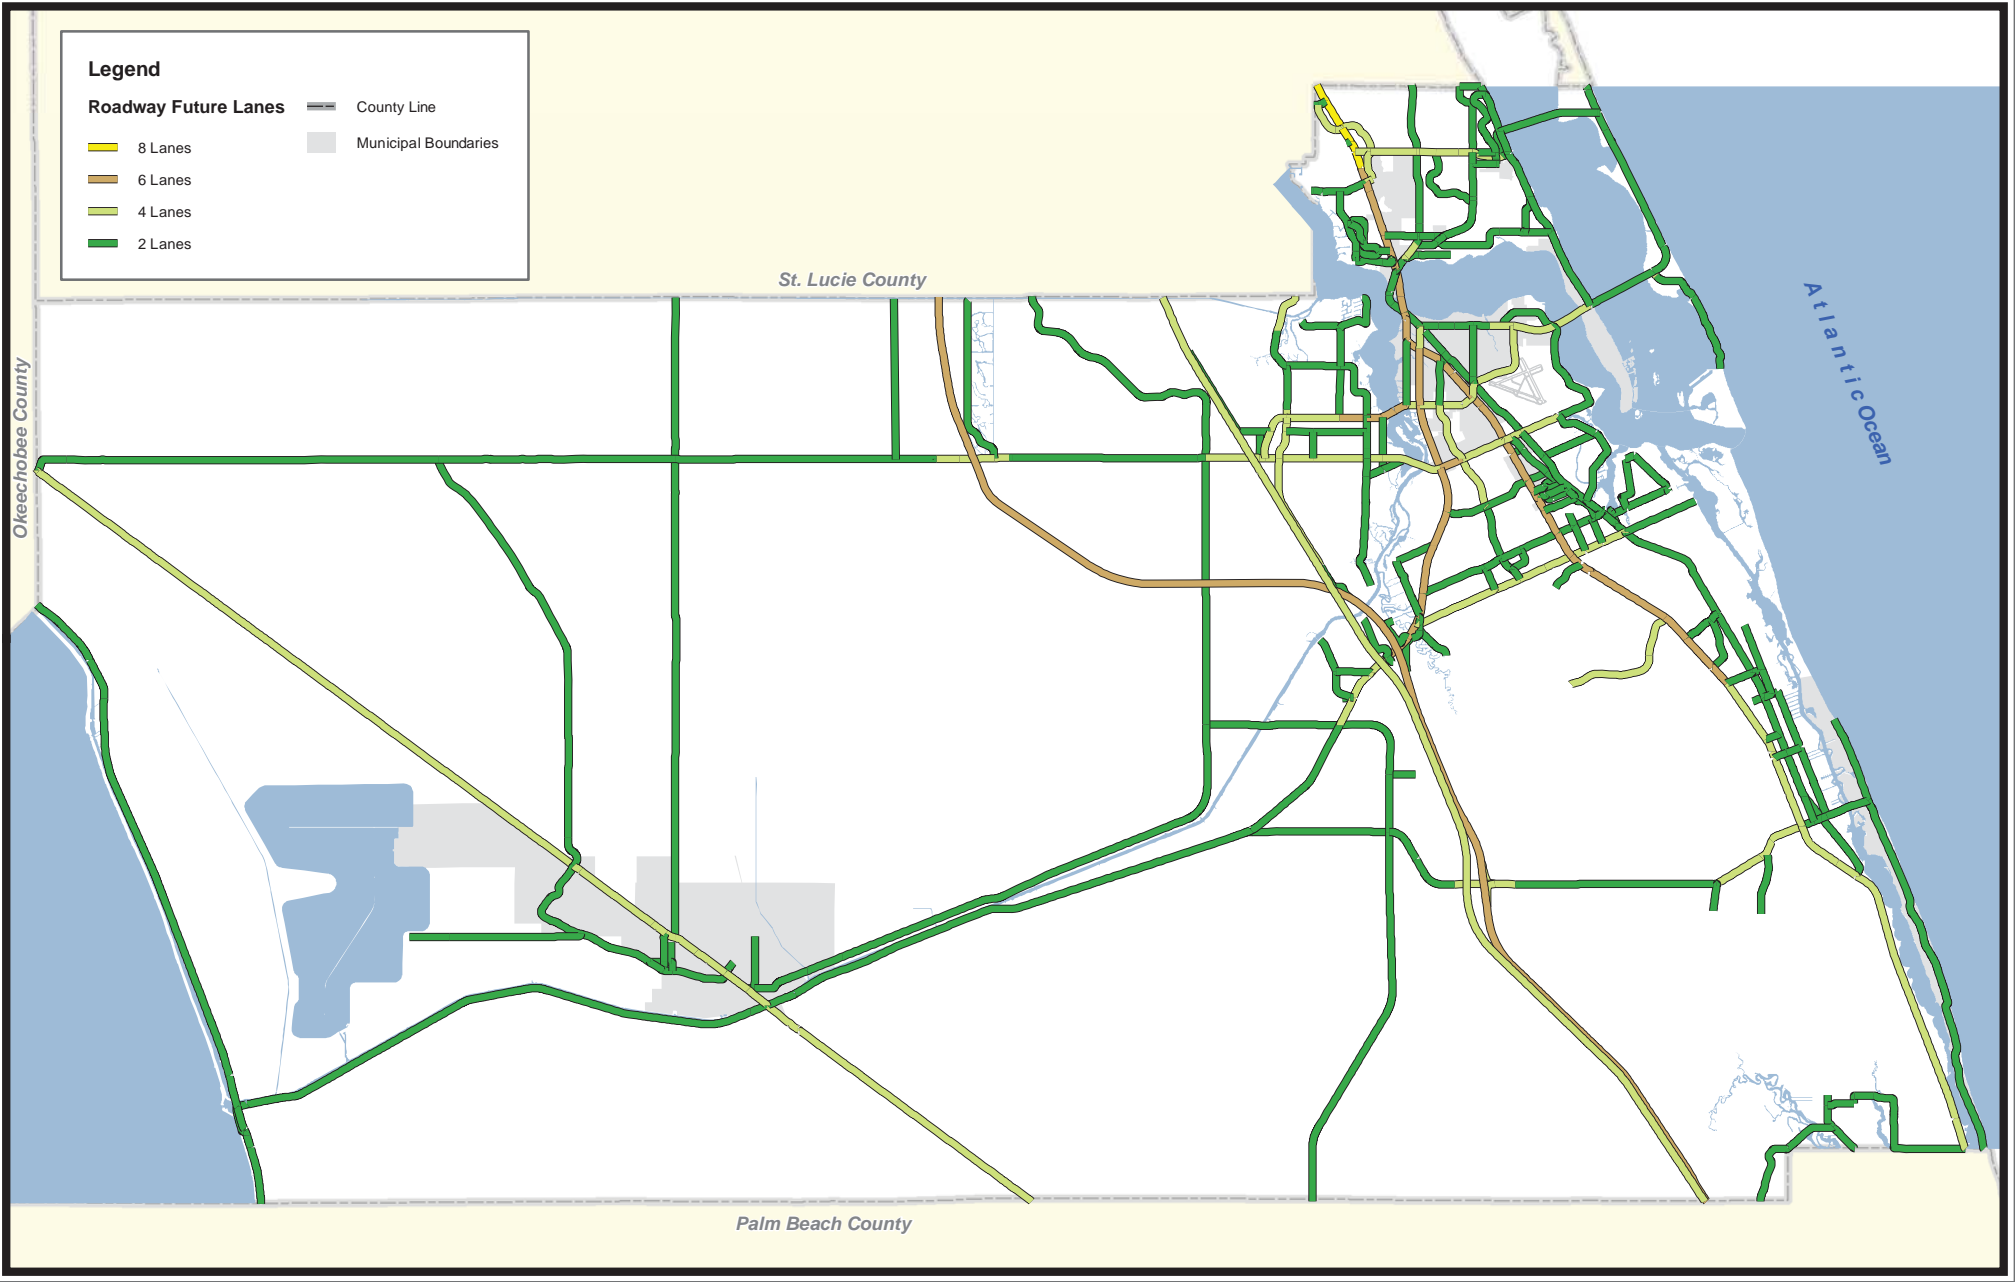 Legend
Roadway Future Lanes
8 Lanes
6 Lanes
4 Lanes
2 Lanes
County Line
Municipal Boundaries
St. Lucie County
Okeechobee County
Atlantic Ocean
Palm Beach County